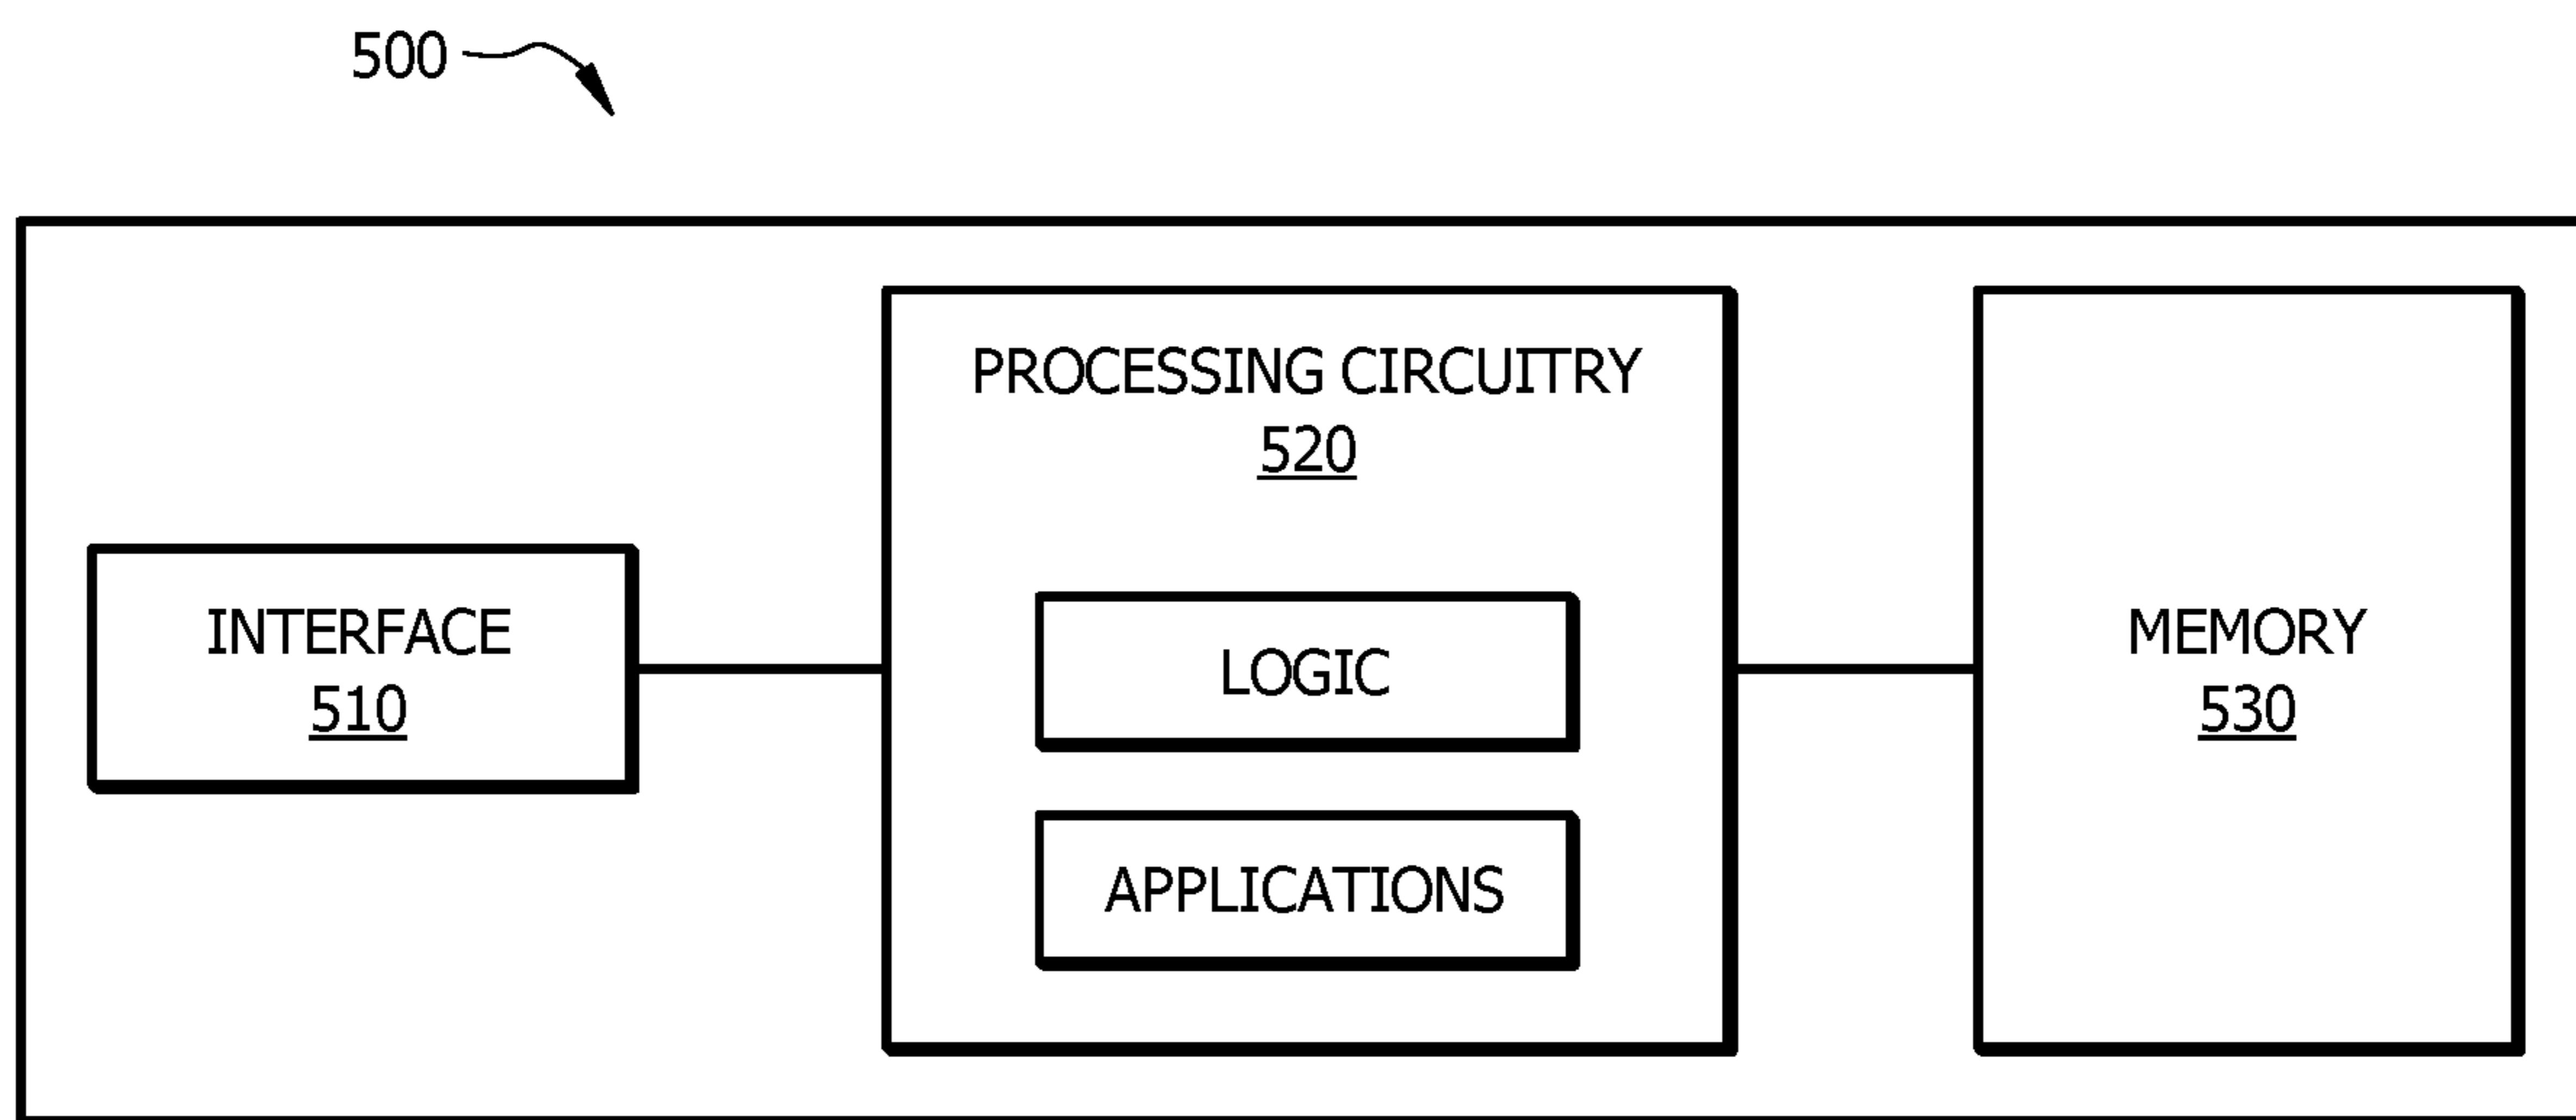 500
PROCESSING CIRCUITRY
520
INTERFACE
510
LOGIC
APPLICATIONS
MEMORY
530